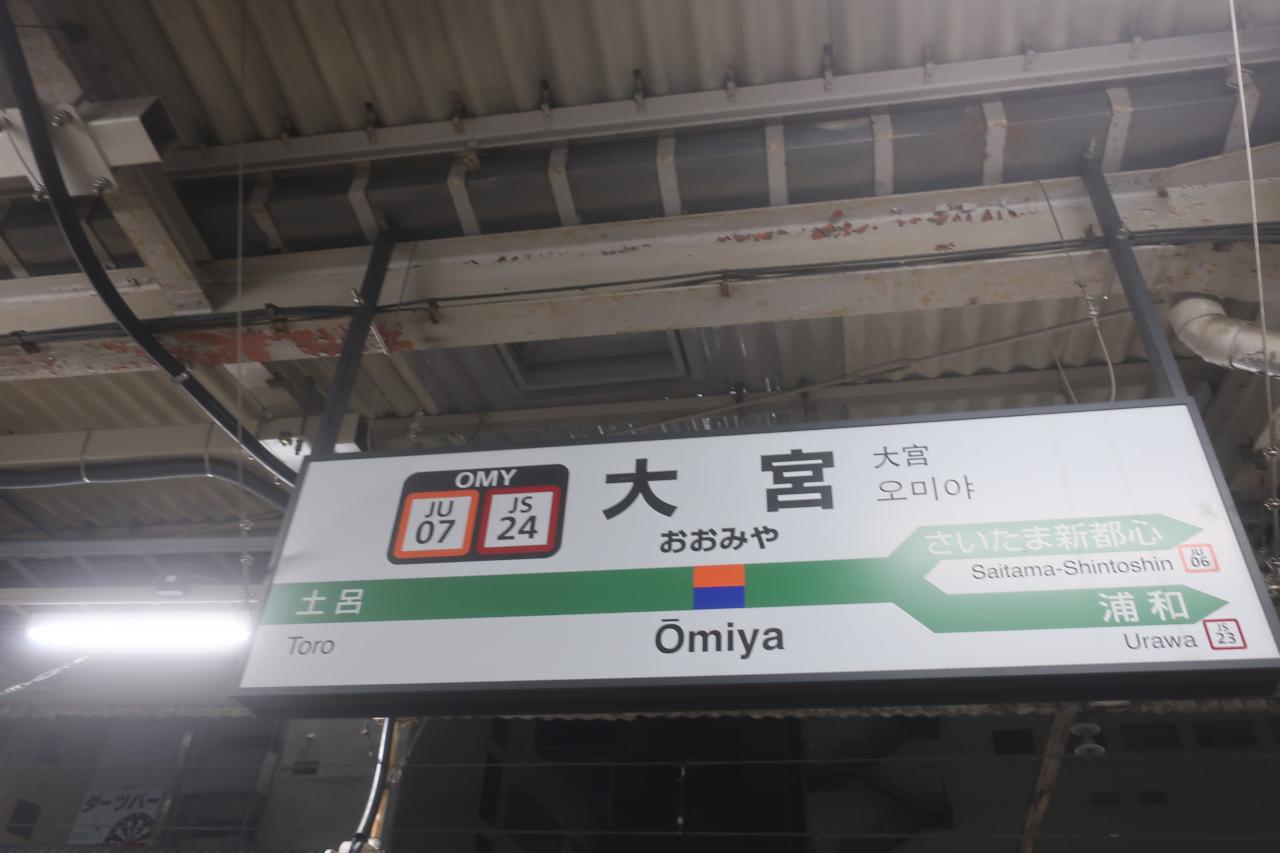 OMY
JU
07
JS
24
大宮
おおみや
大宫
오미야
土呂
Toro
Ōmiya
さいたま新都心
Saitama-Shintoshin
JU
06
浦和
Urawa
JS
23
ダーツバー